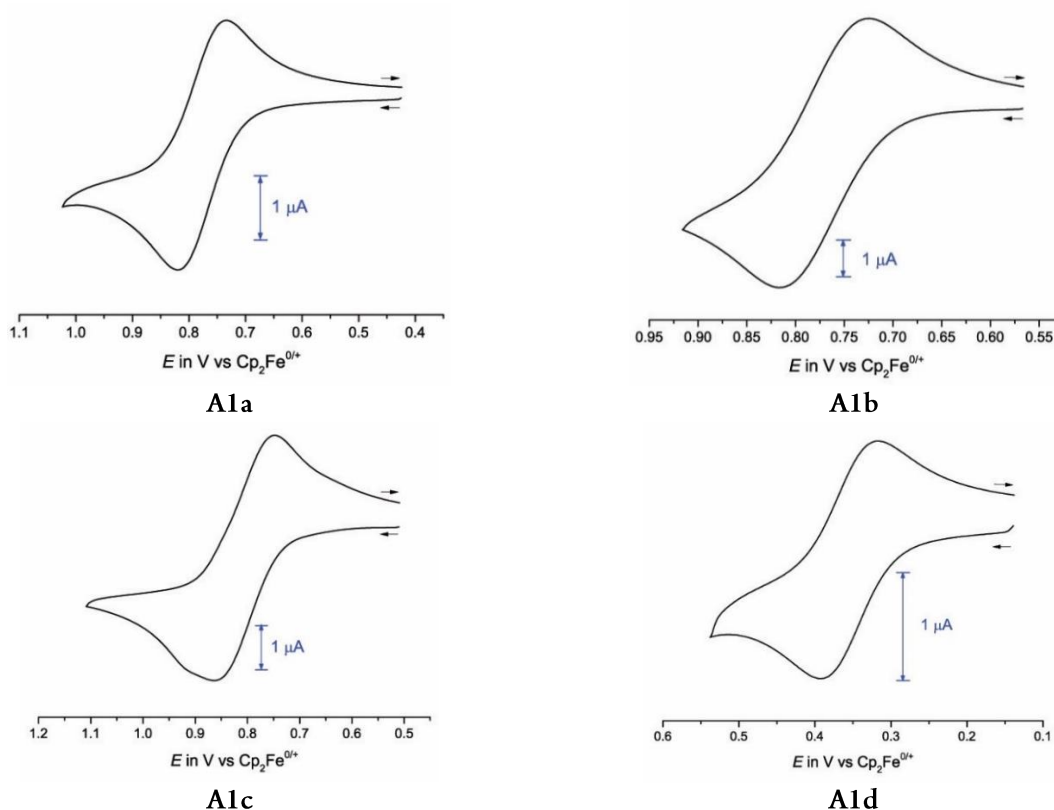 1 μA
1.1 1.0 0.9 0.8 0.7 0.6 0.5 0.4
E in V vs Cp₂Fe⁰ᐟ⁺
A1a
1 μA
0.95 0.90 0.85 0.80 0.75 0.70 0.65 0.60 0.55
E in V vs Cp₂Fe⁰ᐟ⁺
A1b
1 μA
1.2 1.1 1.0 0.9 0.8 0.7 0.6 0.5
E in V vs Cp₂Fe⁰ᐟ⁺
A1c
1 μA
0.6 0.5 0.4 0.3 0.2 0.1
E in V vs Cp₂Fe⁰ᐟ⁺
A1d